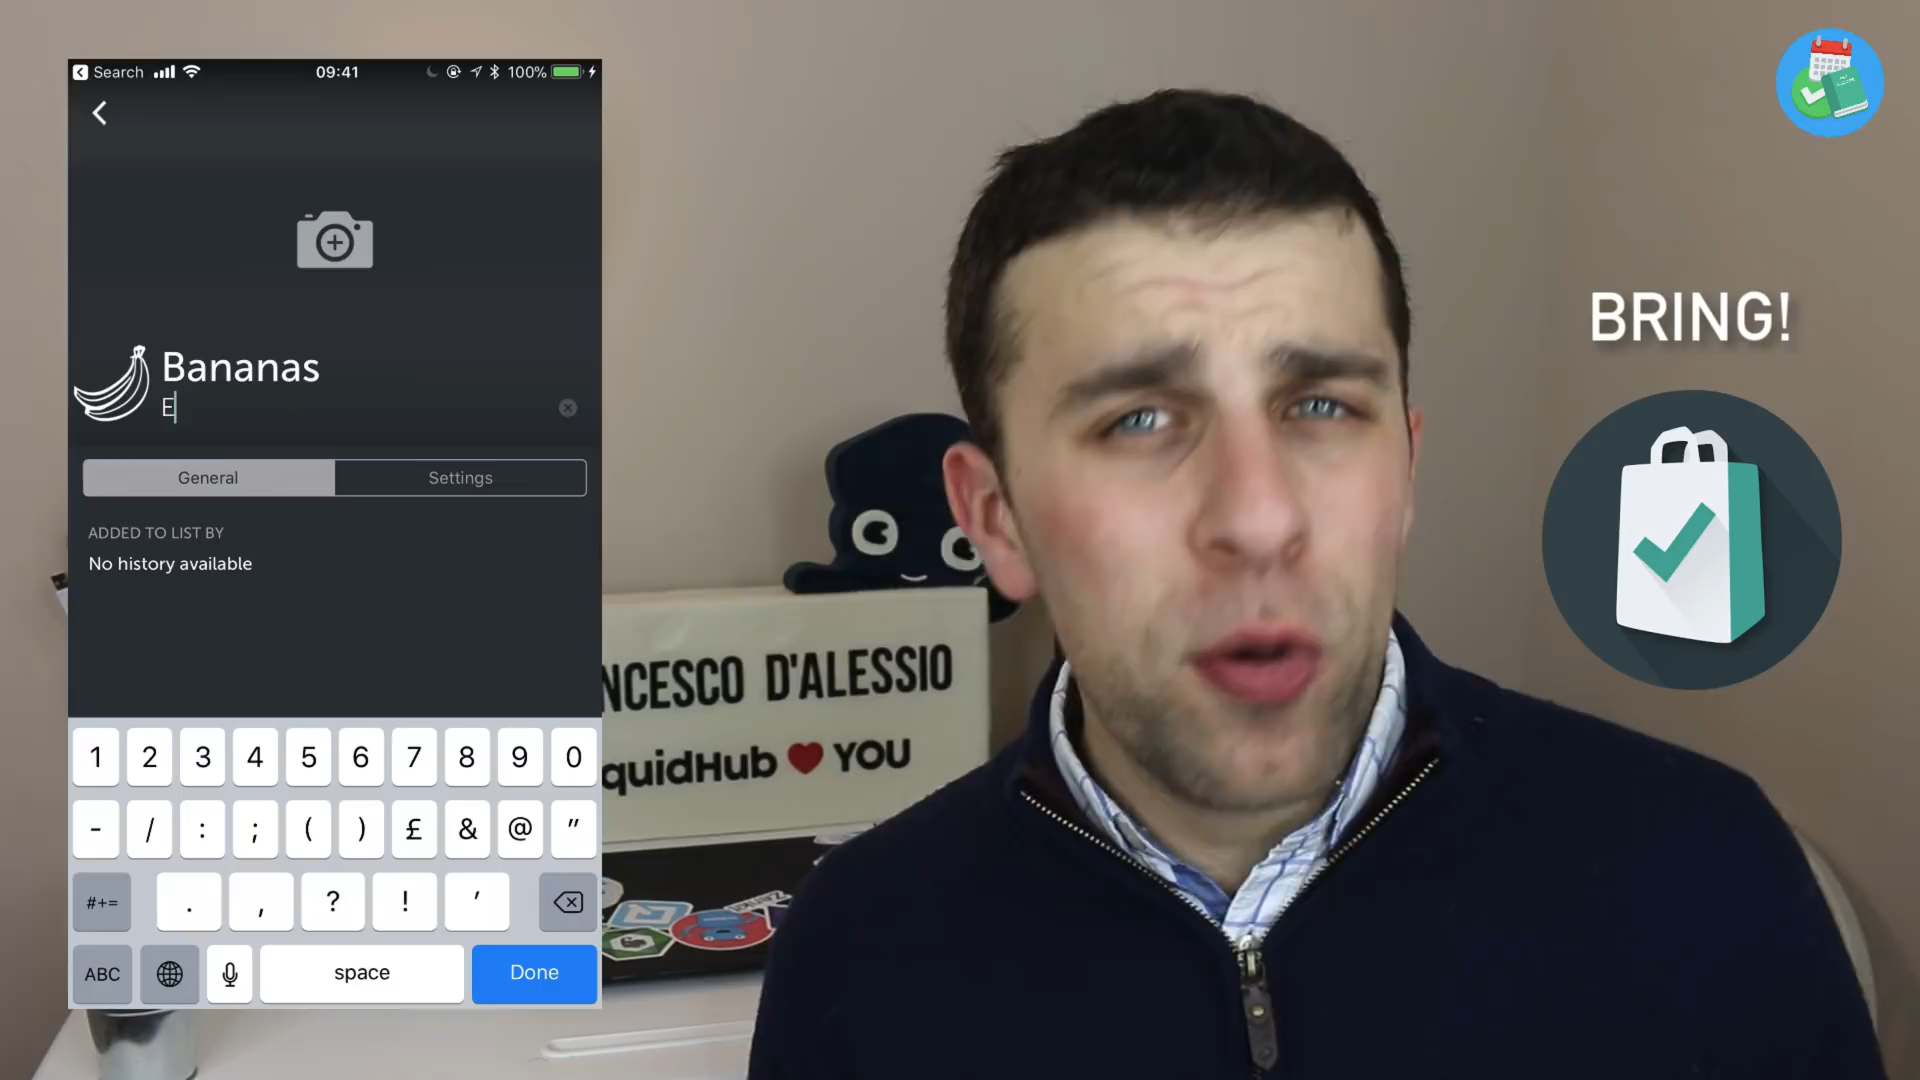 Search
09:41
100%
Bananas
E
General
Settings
ADDED TO LIST BY
No history available
1 2 3 4 5 6 7 8 9 0
- / : ; ( ) £ & @ "
#+= . , ? ! '
ABC
space
Done
NCESCO D'ALESSIO
quidHub ❤ YOU
BRING!